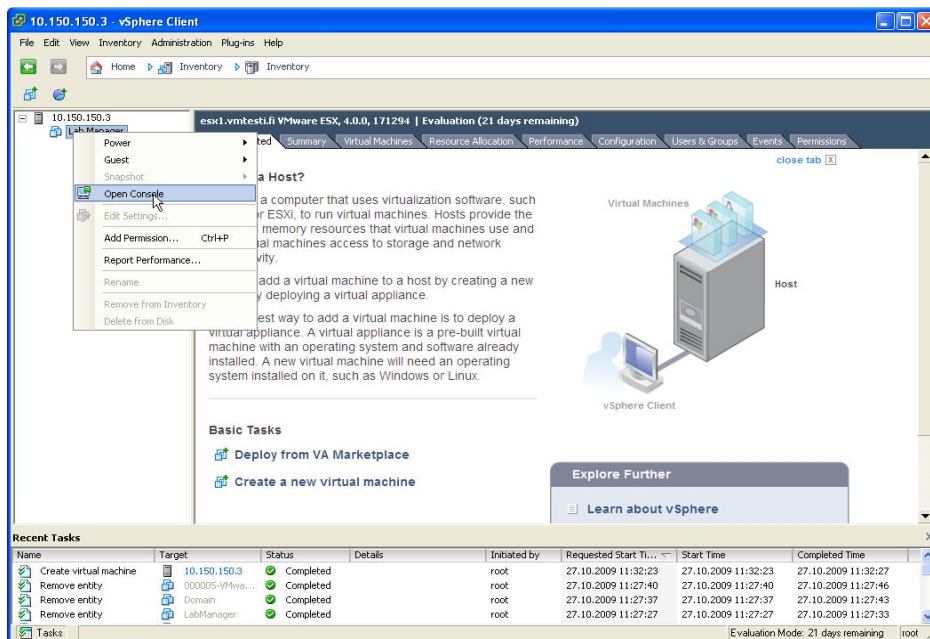 10.150.150.3 - vSphere Client
File Edit View Inventory Administration Plug-ins Help
Home Inventory Inventory
10.150.150.3
Lab Manager
esx1.vmtesti.fi VMware ESX, 4.0.0, 171294 | Evaluation (21 days remaining)
ted Summary Virtual Machines Resource Allocation Performance Configuration Users & Groups Events Permissions
close tab X
Power
Guest
Snapshot
Open Console
Edit Settings...
Add Permission... Ctrl+P
Report Performance...
Rename
Remove from Inventory
Delete from Disk
a Host?
a computer that uses virtualization software, such
or ESXi, to run virtual machines. Hosts provide the
memory resources that virtual machines use and
al machines access to storage and network
vity.
add a virtual machine to a host by creating a new
y deploying a virtual appliance.
est way to add a virtual machine is to deploy a
virtual appliance. A virtual appliance is a pre-built virtual
machine with an operating system and software already
installed. A new virtual machine will need an operating
system installed on it, such as Windows or Linux.
Virtual Machines
Host
vSphere Client
Basic Tasks
Deploy from VA Marketplace
Create a new virtual machine
Explore Further
Learn about vSphere
Recent Tasks
Name Target Status Details Initiated by Requested Start Ti... Start Time Completed Time
Create virtual machine 10.150.150.3 Completed root 27.10.2009 11:32:23 27.10.2009 11:32:23 27.10.2009 11:32:27
Remove entity 000005-VMwa... Completed root 27.10.2009 11:27:40 27.10.2009 11:27:40 27.10.2009 11:27:46
Remove entity Domain Completed root 27.10.2009 11:27:37 27.10.2009 11:27:37 27.10.2009 11:27:43
Remove entity LabManager Completed root 27.10.2009 11:27:27 27.10.2009 11:27:27 27.10.2009 11:27:33
Tasks Evaluation Mode: 21 days remaining root